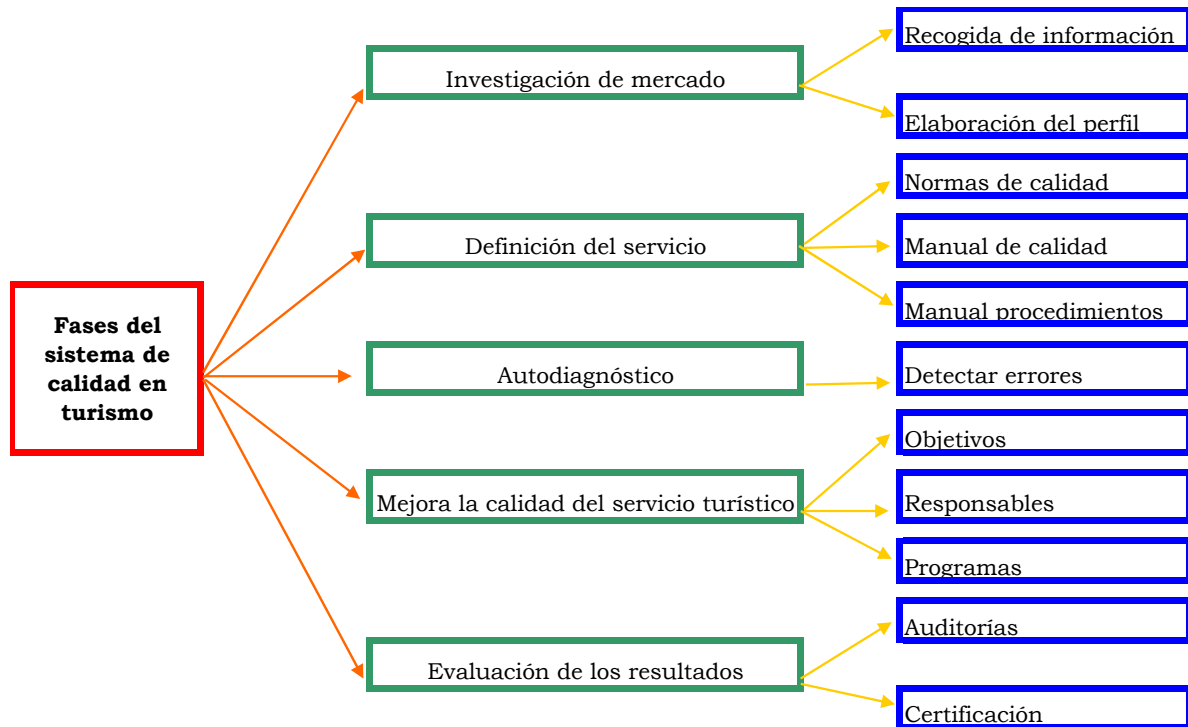 Fases del
sistema de
calidad en
turismo
Investigación de mercado
Recogida de información
Elaboración del perfil
Definición del servicio
Normas de calidad
Manual de calidad
Manual procedimientos
Autodiagnóstico
Detectar errores
Mejora la calidad del servicio turístico
Objetivos
Responsables
Programas
Evaluación de los resultados
Auditorías
Certificación